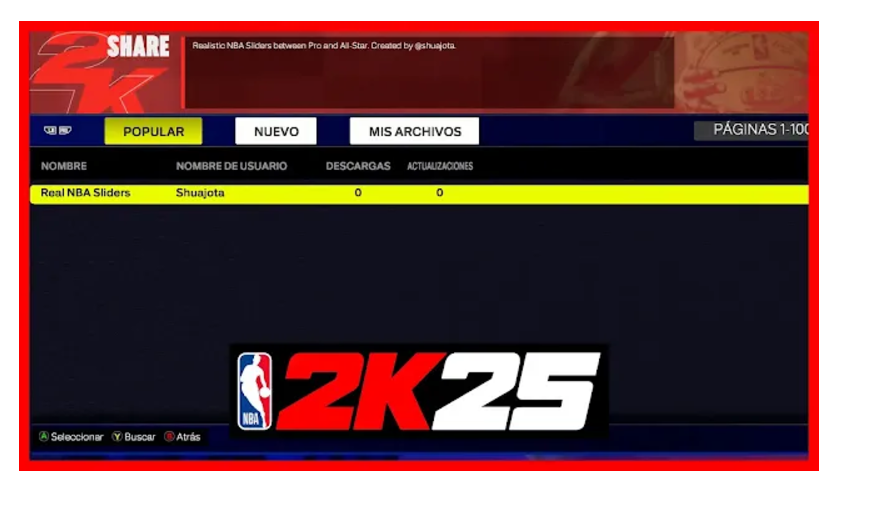 2K
SHARE
Realistic NBA Sliders between Pro and All-Star. Created by @shuajota.
POPULAR
NUEVO
MIS ARCHIVOS
PÁGINAS 1-100
NOMBRE
NOMBRE DE USUARIO
DESCARGAS
ACTUALIZACIONES
Real NBA Sliders
Shuajota
0
0
NBA
2K25
A Seleccionar
Y Buscar
B Atrás